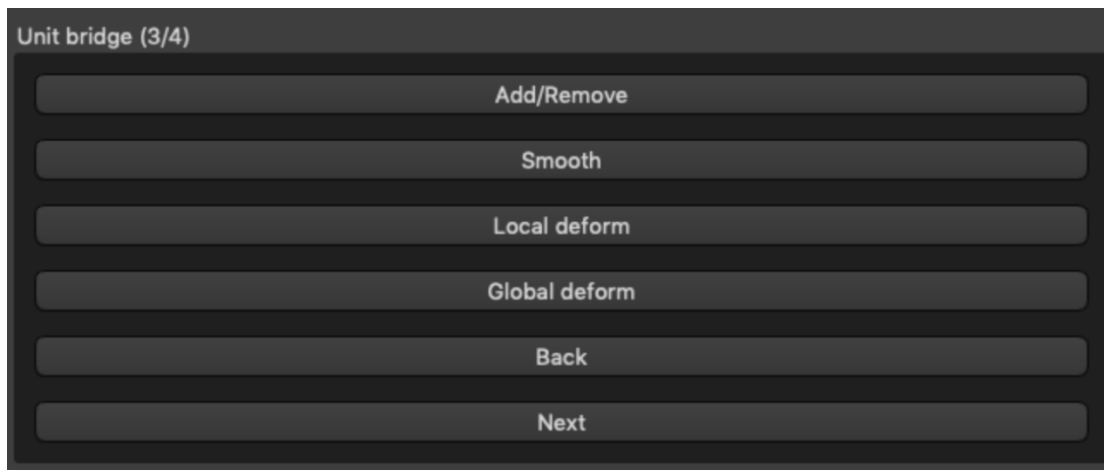 Unit bridge (3/4)
Add/Remove
Smooth
Local deform
Global deform
Back
Next